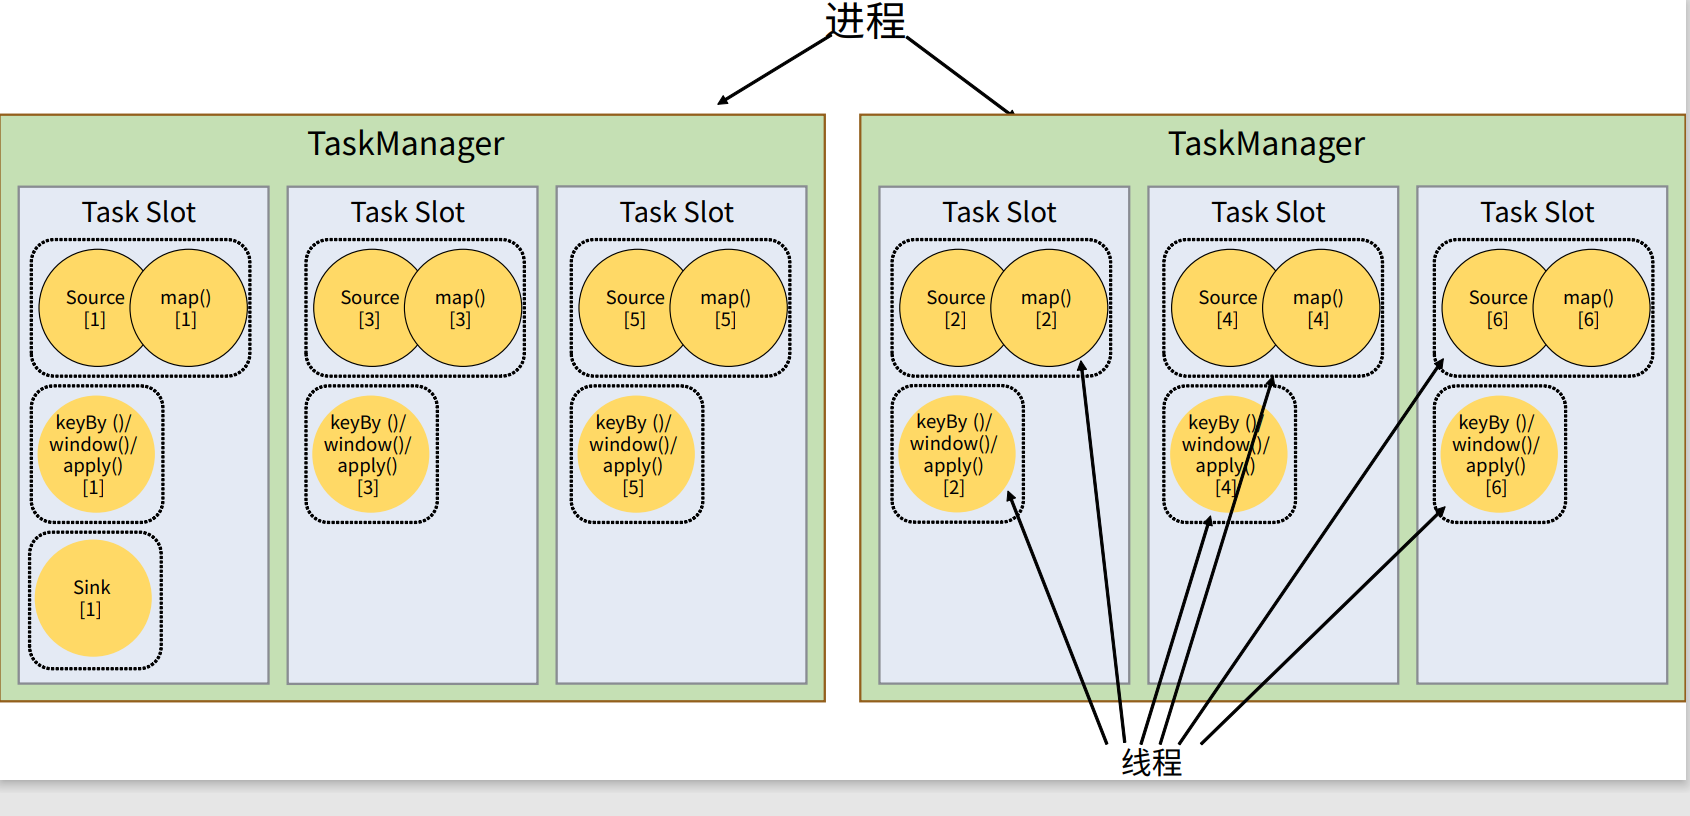 进程
TaskManager
Task Slot
Source
[1]
map()
[1]
keyBy ()/
window()/
apply()
[1]
Sink
[1]
Task Slot
Source
[3]
map()
[3]
keyBy ()/
window()/
apply()
[3]
Task Slot
Source
[5]
map()
[5]
keyBy ()/
window()/
apply()
[5]
TaskManager
Task Slot
Source
[2]
map()
[2]
keyBy ()/
window()/
apply()
[2]
Task Slot
Source
[4]
map()
[4]
keyBy ()/
window()/
apply()
[4]
Task Slot
Source
[6]
map()
[6]
keyBy ()/
window()/
apply()
[6]
线程